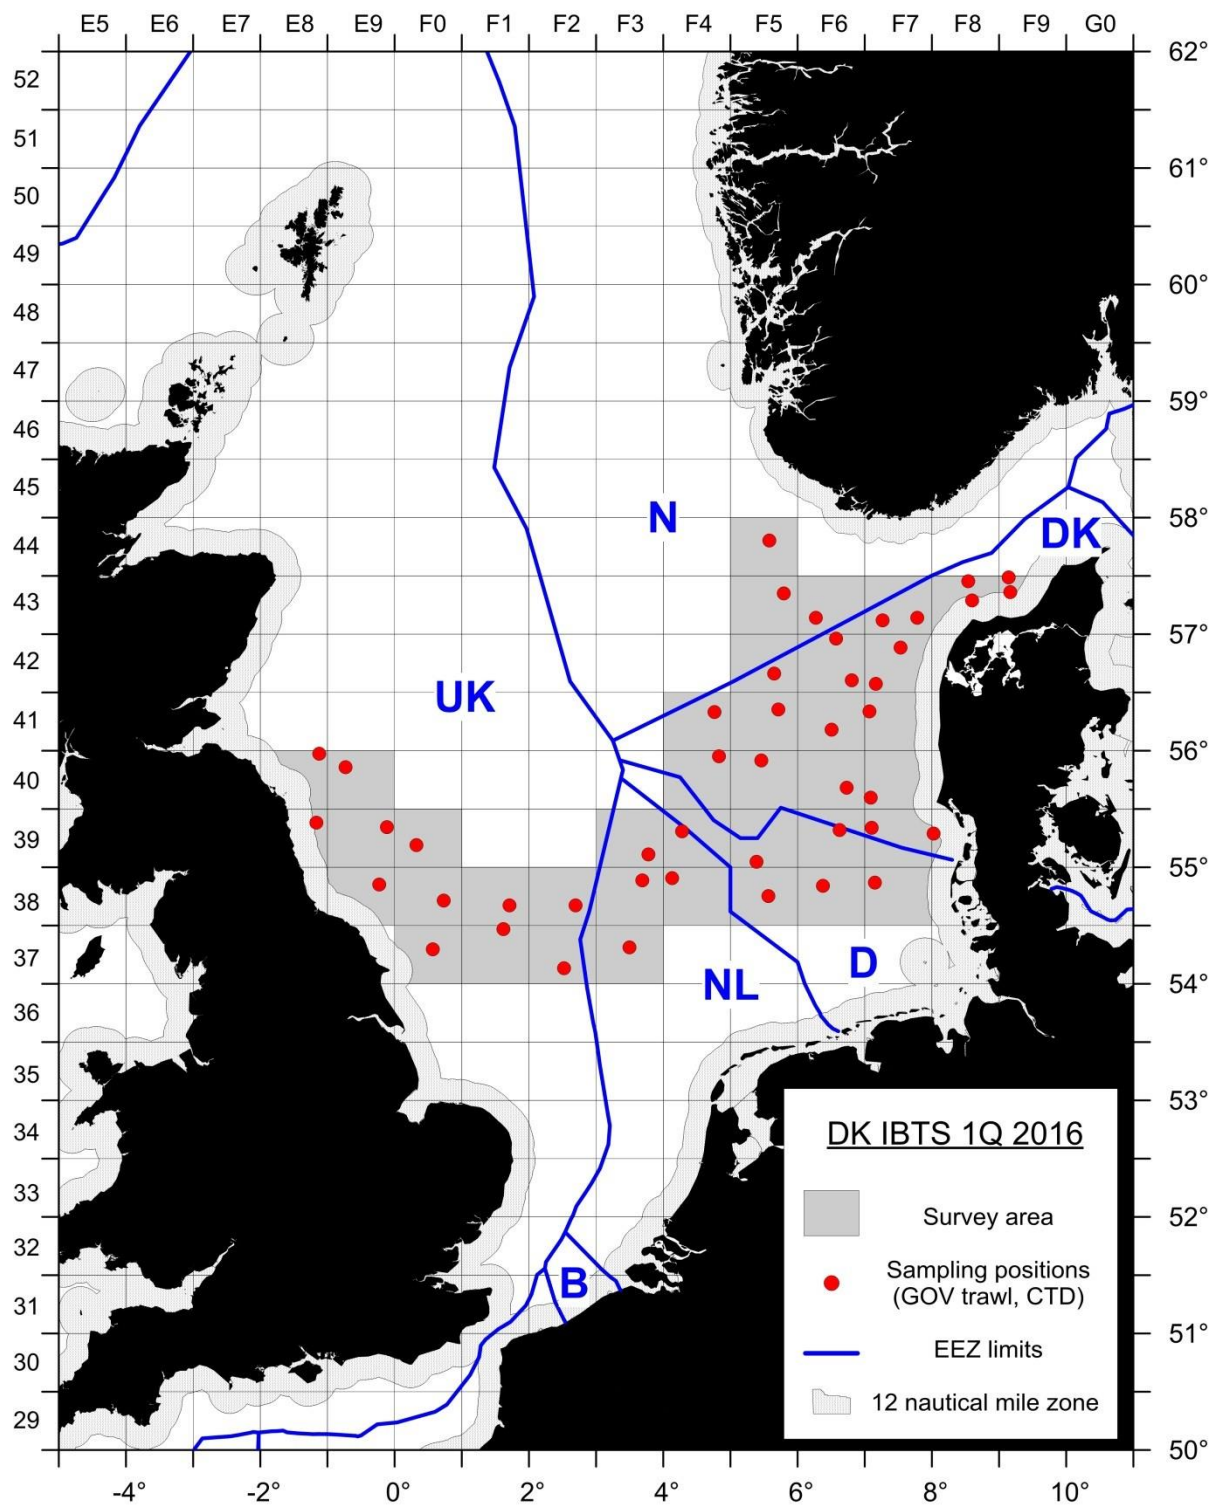 E5 E6 E7 E8 E9 F0 F1 F2 F3 F4 F5 F6 F7 F8 F9 G0
62°
52
51
61°
50
49
60°
48
47
59°
46
45
N
58°
DK
44
43
57°
42
UK
41
56°
40
39
55°
38
37
D
NL
54°
36
35
53°
34
DK IBTS 1Q 2016
33
Survey area
52°
32
Sampling positions
B
(GOV trawl, CTD)
31
51°
EEZ limits
30
12 nautical mile zone
29
50°
-4° -2° 0° 2° 4° 6° 8° 10°